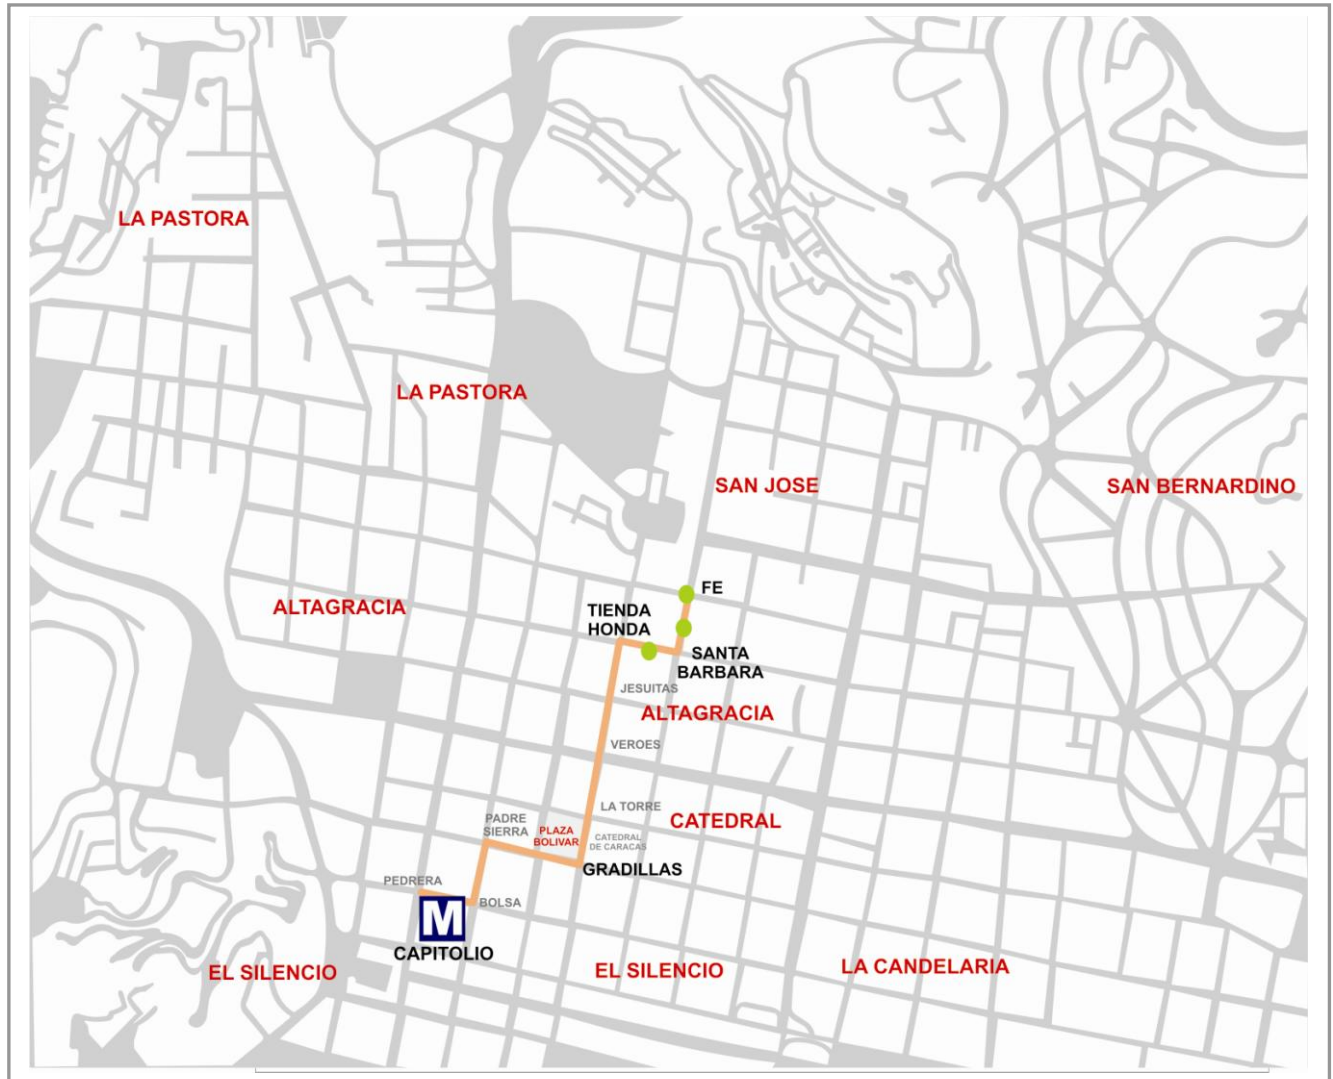 LA PASTORA
LA PASTORA
SAN JOSE
SAN BERNARDINO
FE
ALTAGRACIA
TIENDA
HONDA
SANTA
BARBARA
JESUITAS
ALTAGRACIA
VEROES
LA TORRE
PADRE
SIERRA
PLAZA
BOLIVAR
CATEDRAL
CATEDRAL
DE CARACAS
GRADILLAS
PEDRERA
BOLSA
M
CAPITOLIO
EL SILENCIO
EL SILENCIO
LA CANDELARIA